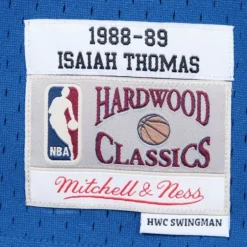 1988-89
ISAIAH THOMAS
NBA
HARDWOOD
CLASSICS
Mitchell & Ness
HWC SWINGMAN